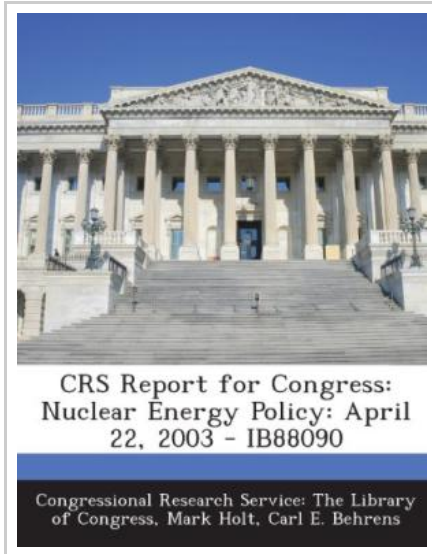 CRS Report for Congress:
Nuclear Energy Policy: April
22, 2003 - IB88090
Congressional Research Service: The Library
of Congress, Mark Holt, Carl E. Behrens